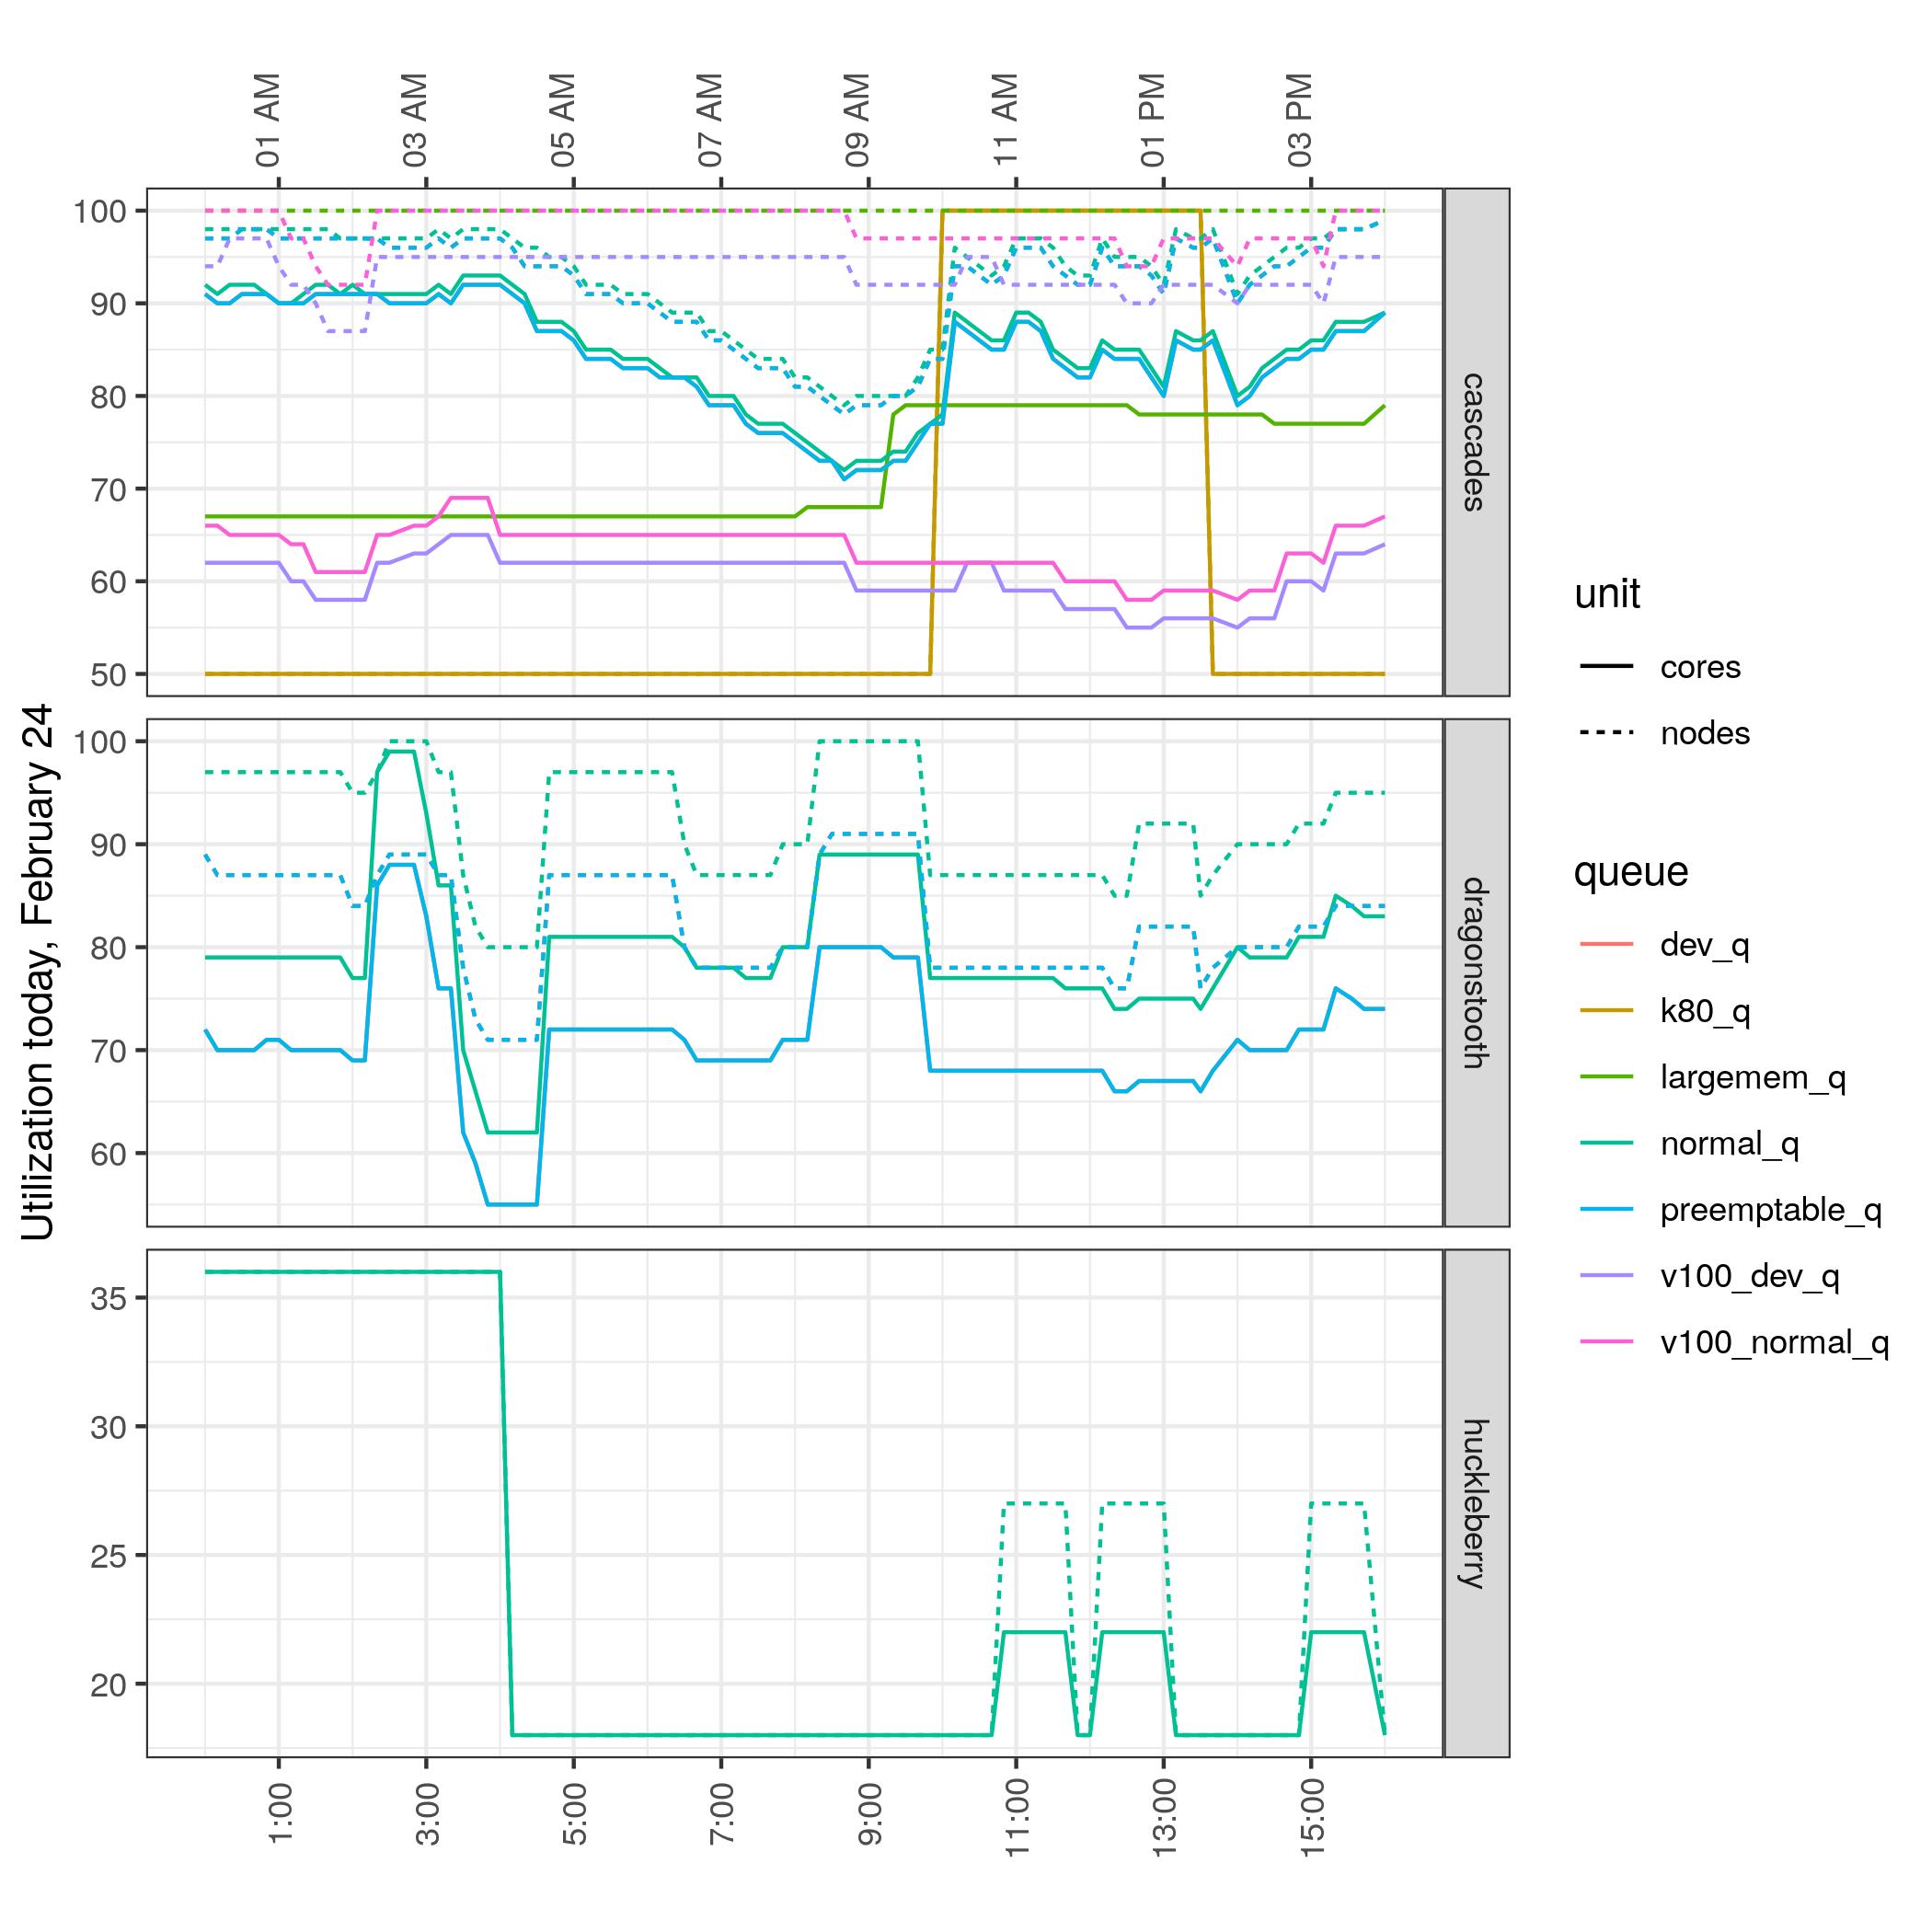 01 AM
03 AM
05 AM
07 AM
09 AM
11 AM
01 PM
03 PM
Utilization today, February 24
100
90
80
70
60
50
cascades
100
90
80
70
60
dragonstooth
35
30
25
20
huckleberry
1:00
3:00
5:00
7:00
9:00
11:00
13:00
15:00
unit
cores
nodes
queue
dev_q
k80_q
largemem_q
normal_q
preemptable_q
v100_dev_q
v100_normal_q